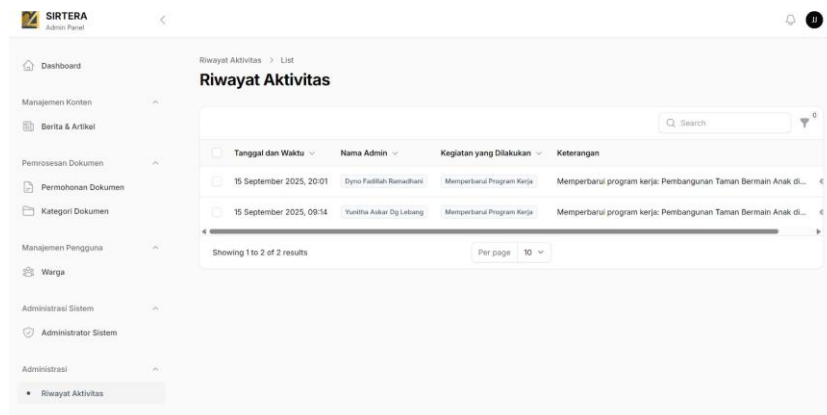 SIRTERA
Admin Panel
JJ
Dashboard
Manajemen Konten
Berita & Artikel
Pemrosesan Dokumen
Permohonan Dokumen
Kategori Dokumen
Manajemen Pengguna
Warga
Administrasi Sistem
Administrator Sistem
Administrasi
Riwayat Aktivitas
Riwayat Aktivitas > List
Riwayat Aktivitas
Search
0
Tanggal dan Waktu Nama Admin Kegiatan yang Dilakukan Keterangan
15 September 2025, 20:01 Dyno Fadillah Ramadhani Memperbarui Program Kerja Memperbarui program kerja: Pembangunan Taman Bermain Anak di...
15 September 2025, 09:14 Yunitha Askar Dg Lebang Memperbarui Program Kerja Memperbarui program kerja: Pembangunan Taman Bermain Anak di...
Showing 1 to 2 of 2 results Per page 10